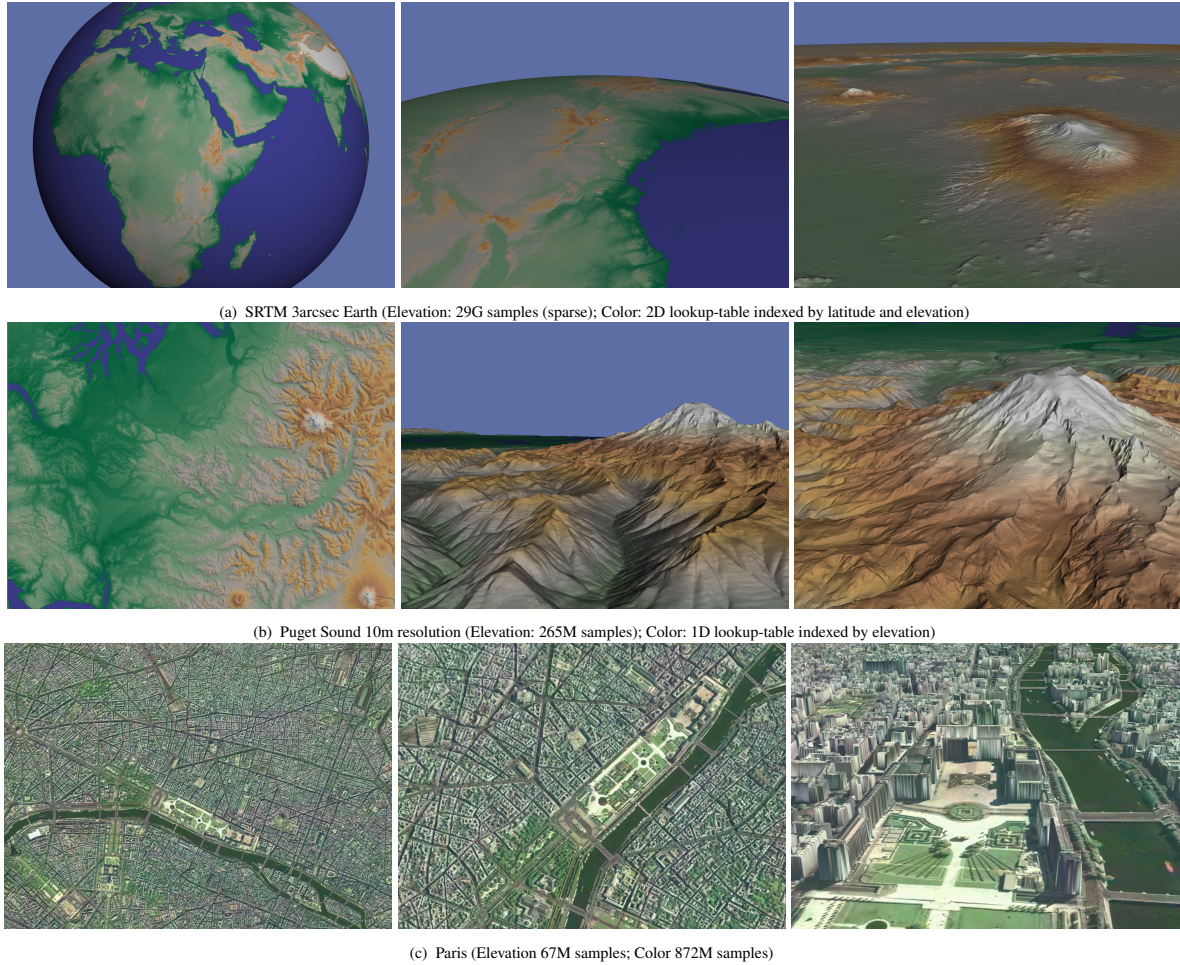 (a) SRTM 3arcsec Earth (Elevation: 29G samples (sparse); Color: 2D lookup-table indexed by latitude and elevation)
(b) Puget Sound 10m resolution (Elevation: 265M samples); Color: 1D lookup-table indexed by elevation)
(c) Paris (Elevation 67M samples; Color 872M samples)